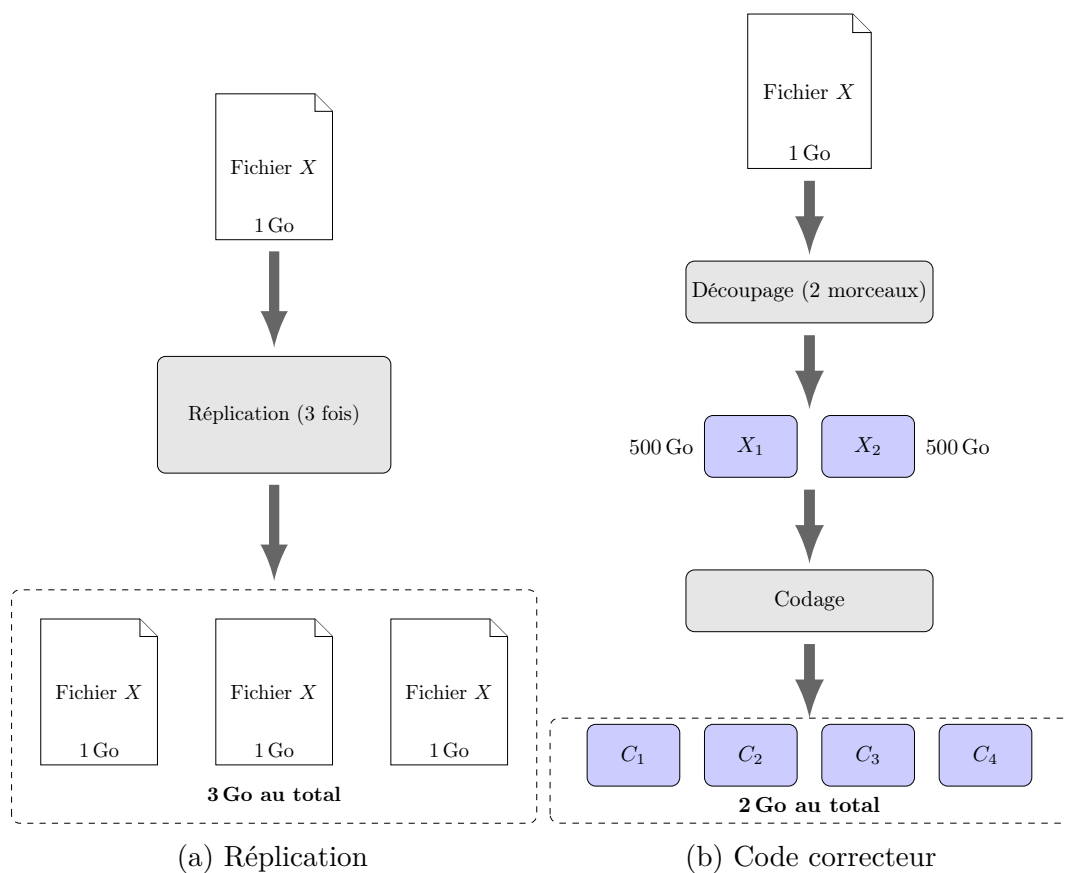 Fichier X
1 Go
Réplication (3 fois)
Fichier X
1 Go
Fichier X
1 Go
Fichier X
1 Go
3 Go au total
(a) Réplication
Fichier X
1 Go
Découpage (2 morceaux)
500 Go
X₁
X₂
500 Go
Codage
C₁
C₂
C₃
C₄
2 Go au total
(b) Code correcteur